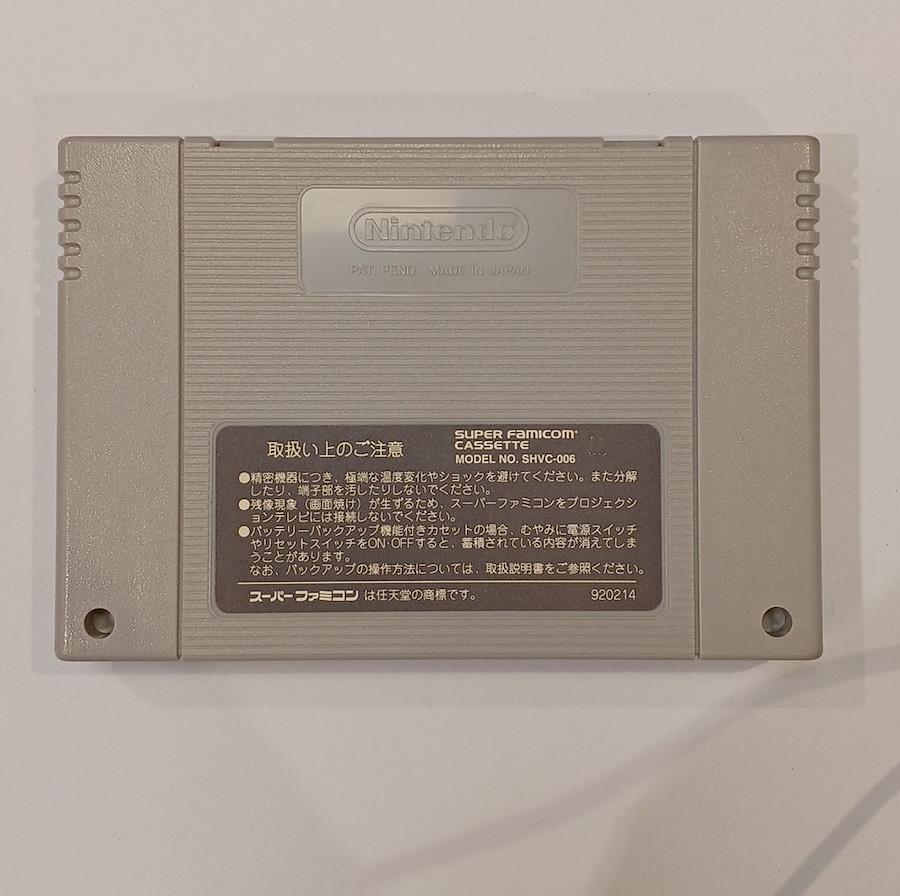 Nintendo
PAT. PEND. MADE IN JAPAN
取扱い上のご注意
SUPER FAMICOM®
CASSETTE
MODEL NO. SHVC-006
●精密機器につき、極端な温度変化やショックを避けてください。また分解
したり、端子部を汚したりしないでください。
●残像現象（画面焼け）が生ずるため、スーパーファミコンをプロジェクシ
ョンテレビには接続しないでください。
●バッテリーバックアップ機能付きカセットの場合、むやみに電源スイッチ
やリセットスイッチをON·OFFすると、蓄積されている内容が消えてしま
うことがあります。
なお、バックアップの操作方法については、取扱説明書をご参照ください。
スーパーファミコン は任天堂の商標です。
920214